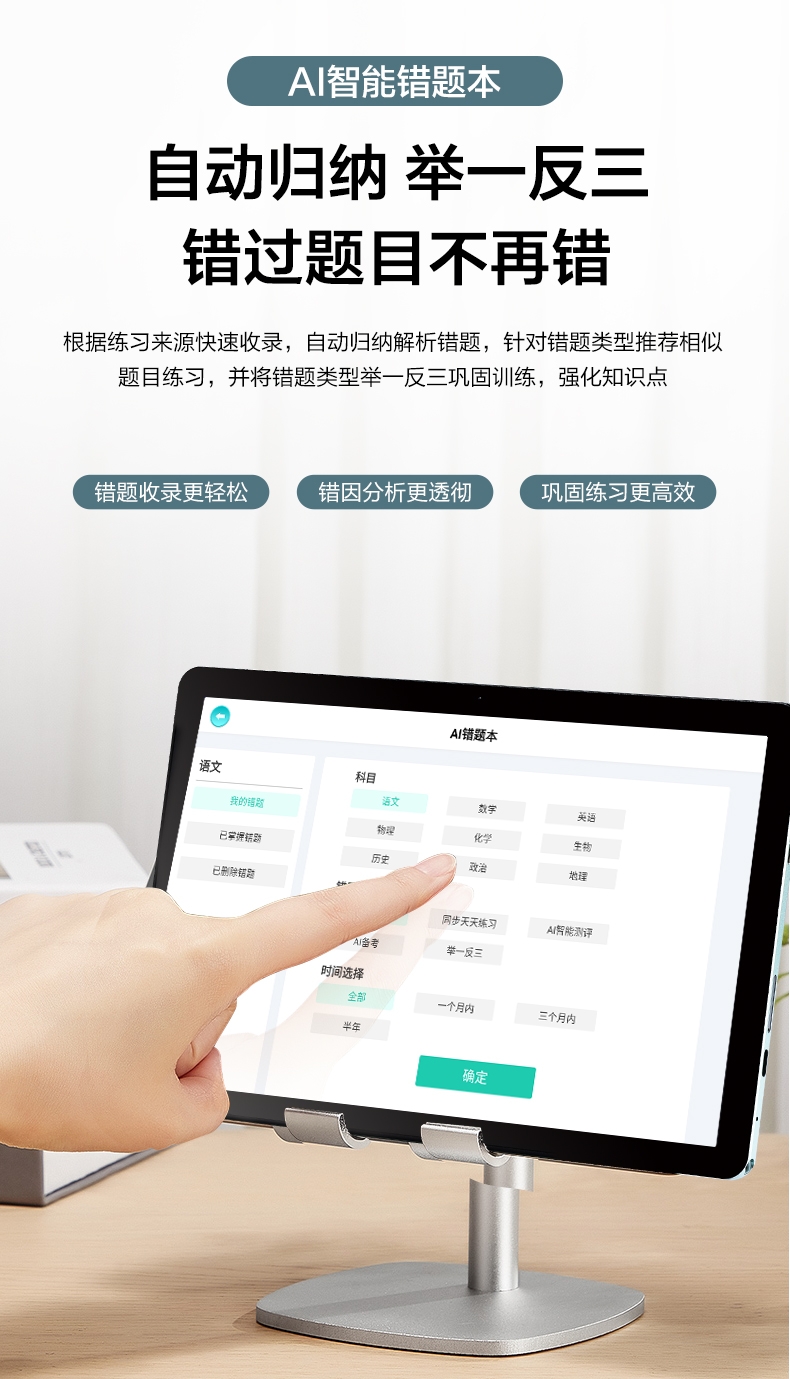 AI智能错题本
自动归纳 举一反三
错过题目不再错
根据练习来源快速收录，自动归纳解析错题，针对错题类型推荐相似
题目练习，并将错题类型举一反三巩固训练，强化知识点
错题收录更轻松 错因分析更透彻 巩固练习更高效
AI错题本
语文
我的错题
已掌握错题
已删除错题
科目
语文 数学 英语
物理 化学 生物
历史 政治 地理
同步天天练习 AI智能测评
AI备考 举一反三
时间选择
全部 一个月内 三个月内
半年
确定